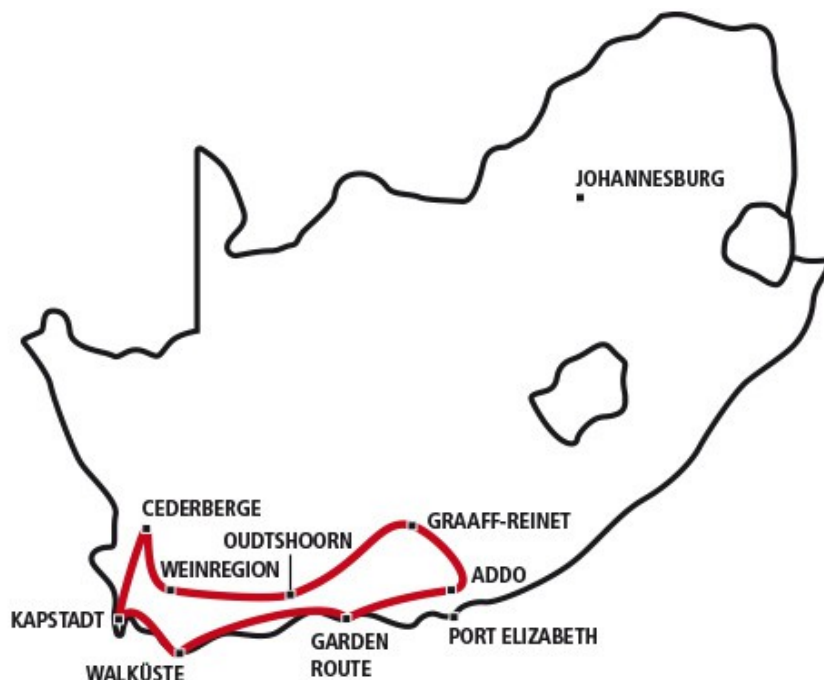 JOHANNESBURG
CEDERBERGE
GRAAFF-REINET
OUDTSHOORN
WEINREGION
ADDO
KAPSTADT
PORT ELIZABETH
GARDEN
ROUTE
WALKÜSTE